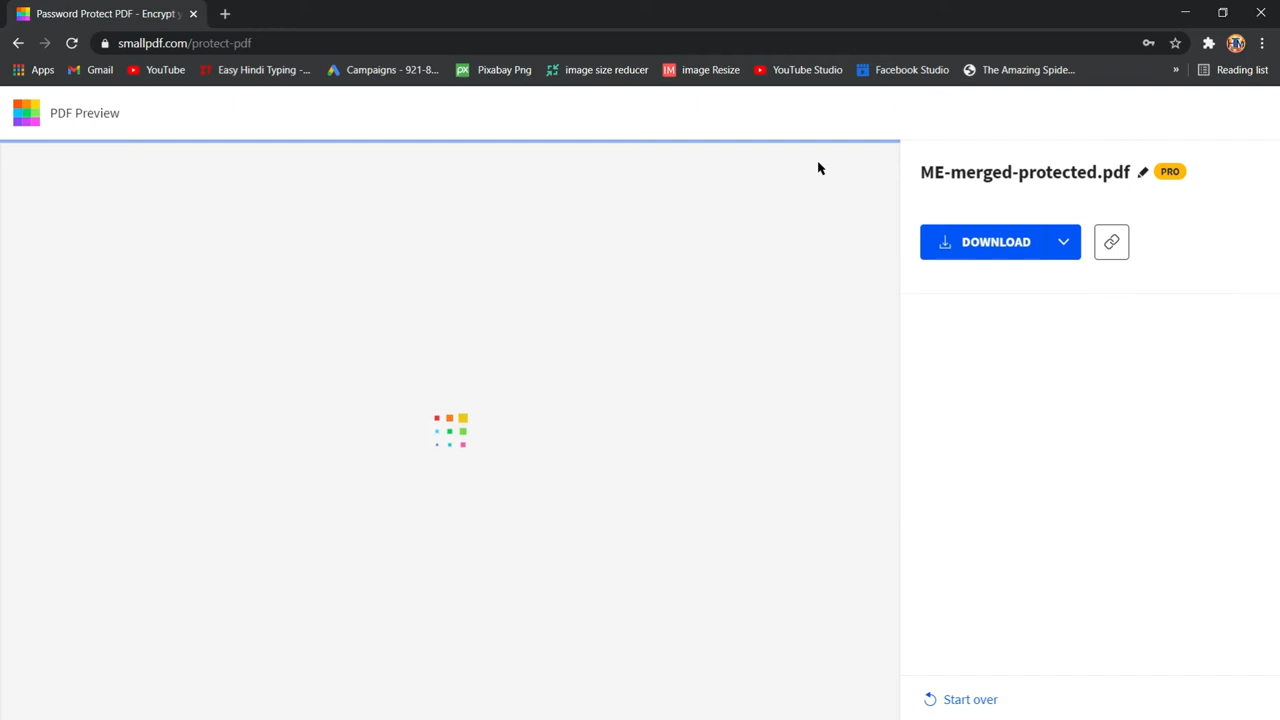 Password Protect PDF - Encrypt y
smallpdf.com/protect-pdf
Apps Gmail YouTube Easy Hindi Typing -... Campaigns - 921-8... Pixabay Png image size reducer image Resize YouTube Studio Facebook Studio The Amazing Spide... » Reading list
PDF Preview
ME-merged-protected.pdf PRO
DOWNLOAD
Start over